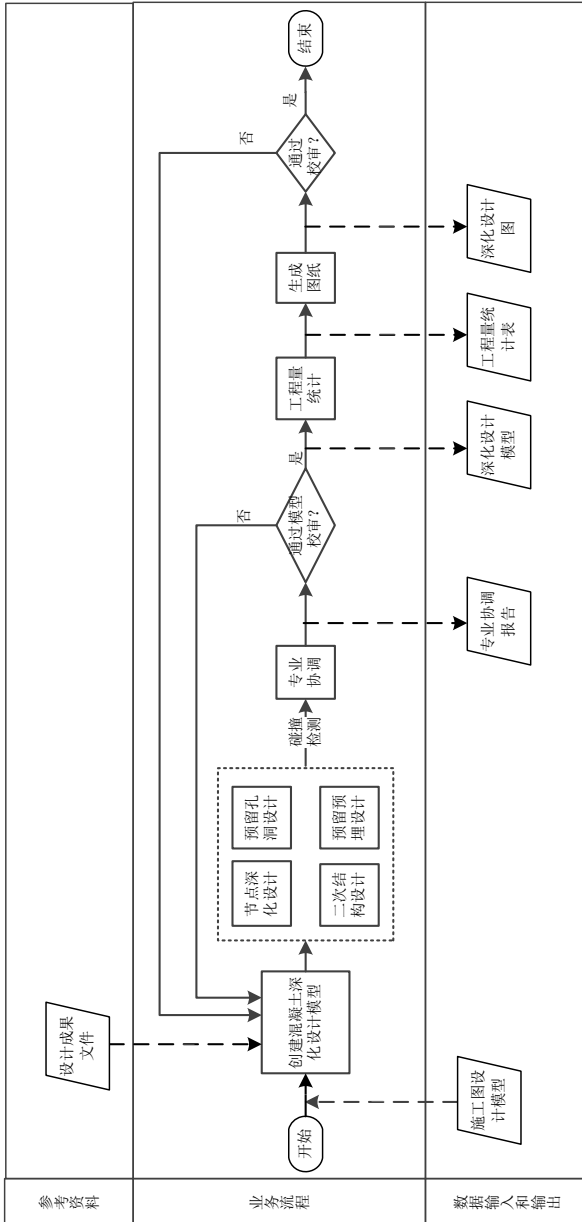 参考
资料
设计成果
文件
业务
流程
开始
创建混凝土深
化设计模型
节点深
化设计
预留孔
洞设计
二次结
构设计
预留预
埋设计
碰撞
检测
专业
协调
通过模型
校审？
否
是
工程量
统计
生成
图纸
通过
校审？
否
是
结束
数据
输入
和输
出
施工图设
计模型
专业协调
报告
深化设计
模型
工程量统
计表
深化设计
图